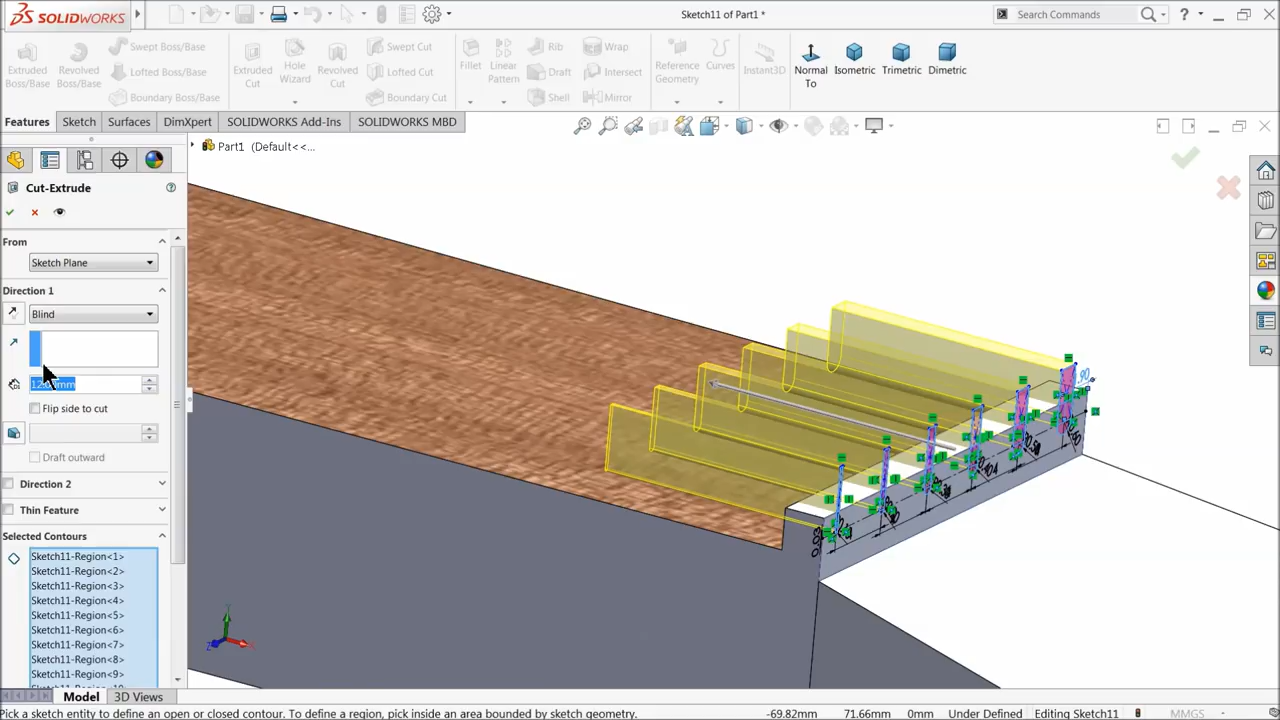 SOLIDWORKS
Sketch11 of Part1 *
Search Commands
?
Extruded Boss/Base
Revolved Boss/Base
Swept Boss/Base
Lofted Boss/Base
Boundary Boss/Base
Extruded Cut
Hole Wizard
Revolved Cut
Swept Cut
Lofted Cut
Boundary Cut
Fillet
Linear Pattern
Rib
Draft
Shell
Wrap
Intersect
Mirror
Reference Geometry
Curves
Instant3D
Normal To
Isometric
Trimetric
Dimetric
Features
Sketch
Surfaces
DimXpert
SOLIDWORKS Add-Ins
SOLIDWORKS MBD
Part1 (Default<<...
Cut-Extrude
From
Sketch Plane
Direction 1
Blind
Flip side to cut
Draft outward
Direction 2
Thin Feature
Selected Contours
Sketch11-Region<1>
Sketch11-Region<2>
Sketch11-Region<3>
Sketch11-Region<4>
Sketch11-Region<5>
Sketch11-Region<6>
Sketch11-Region<7>
Sketch11-Region<8>
Sketch11-Region<9>
Model
3D Views
Pick a sketch entity to define an open or closed contour. To define a region, pick inside an area bounded by sketch geometry.
-69.82mm
71.66mm
0mm
Under Defined
Editing Sketch11
MMGS